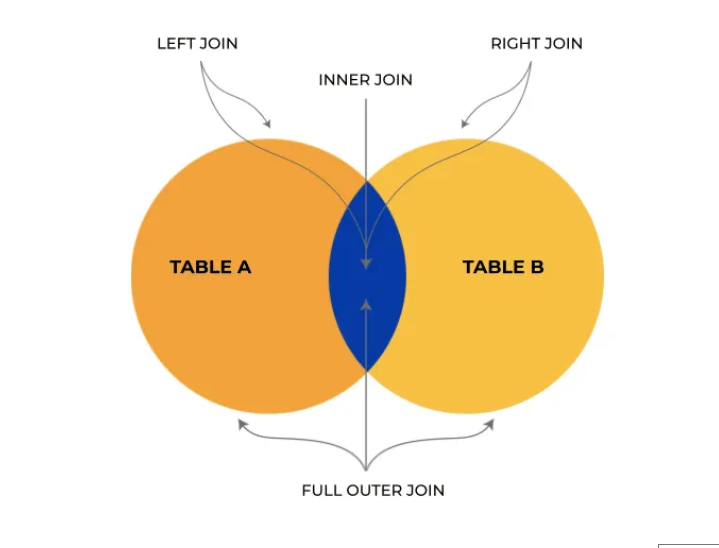 LEFT JOIN
RIGHT JOIN
INNER JOIN
TABLE A
TABLE B
FULL OUTER JOIN